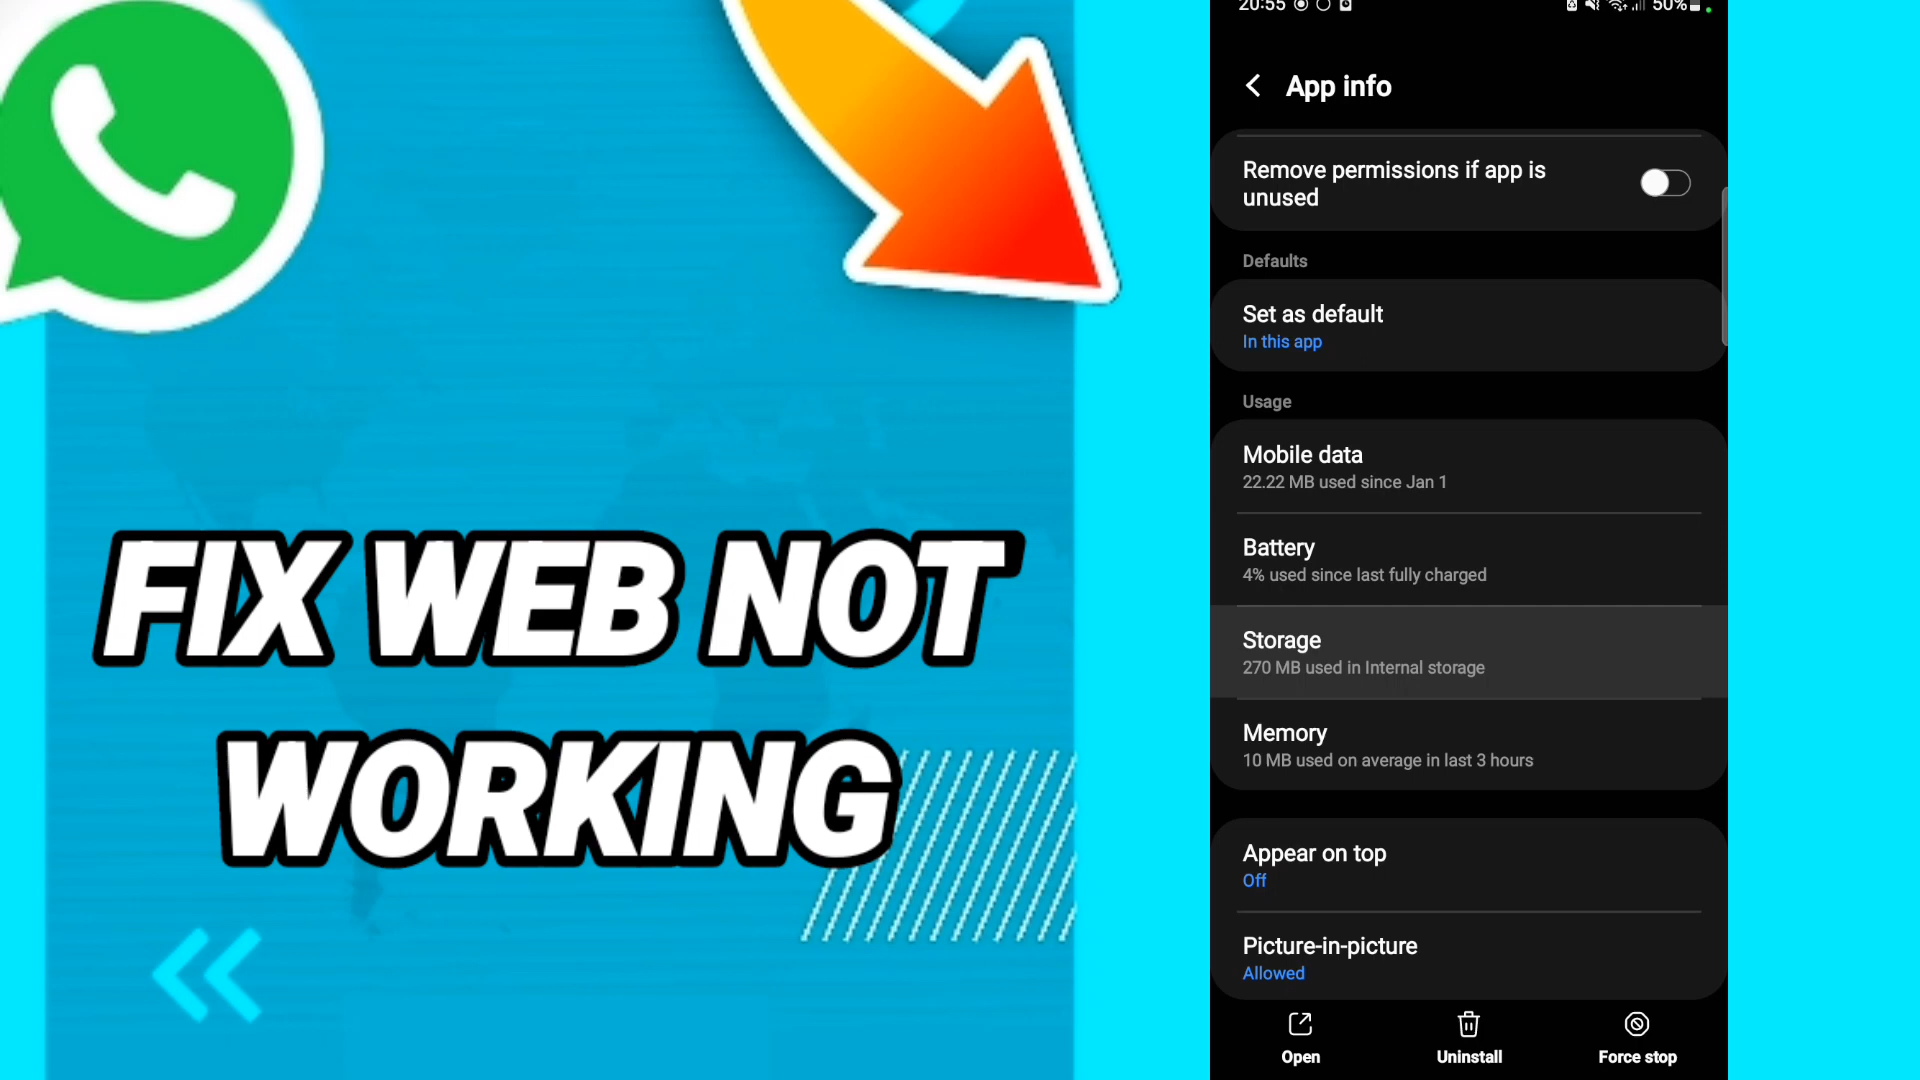 FIX WEB NOT
WORKING
20:55 50%
App info
Remove permissions if app is
unused
Defaults
Set as default
In this app
Usage
Mobile data
22.22 MB used since Jan 1
Battery
4% used since last fully charged
Storage
270 MB used in Internal storage
Memory
10 MB used on average in last 3 hours
Appear on top
Off
Picture-in-picture
Allowed
Open Uninstall Force stop